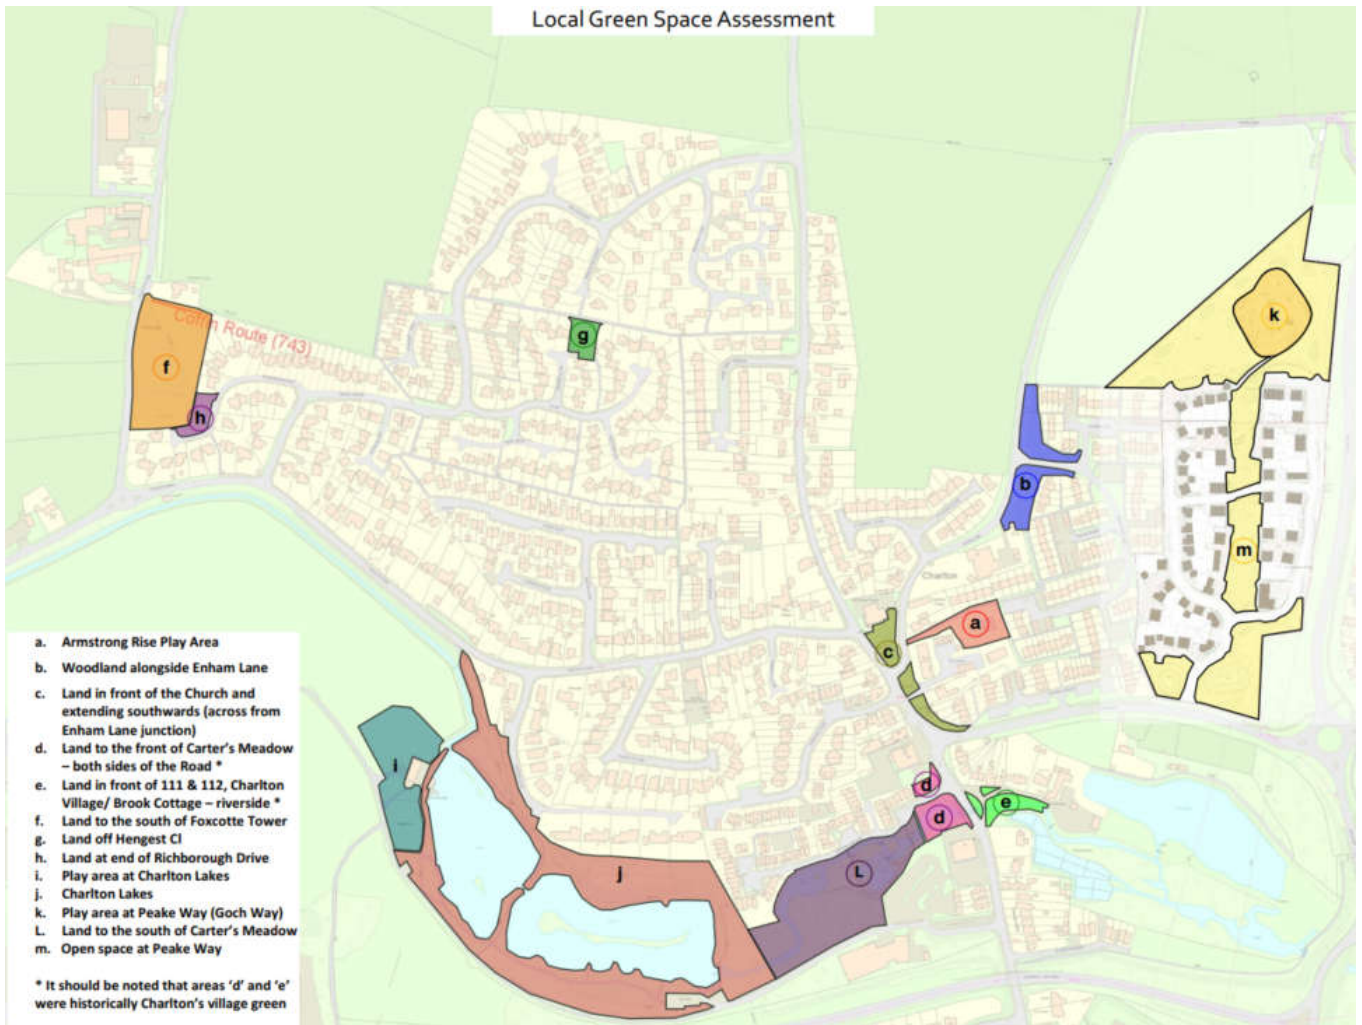 Local Green Space Assessment
Coffin Route (743)
k
f
g
h
b
m
Charlton
a
c
i
d
e
d
j
L
a. Armstrong Rise Play Area
b. Woodland alongside Enham Lane
c. Land in front of the Church and
extending southwards (across from
Enham Lane junction)
d. Land to the front of Carter's Meadow
– both sides of the Road *
e. Land in front of 111 & 112, Charlton
Village/ Brook Cottage – riverside *
f. Land to the south of Foxcotte Tower
g. Land off Hengest Cl
h. Land at end of Richborough Drive
i. Play area at Charlton Lakes
j. Charlton Lakes
k. Play area at Peake Way (Goch Way)
L. Land to the south of Carter's Meadow
m. Open space at Peake Way
* It should be noted that areas 'd' and 'e'
were historically Charlton's village green